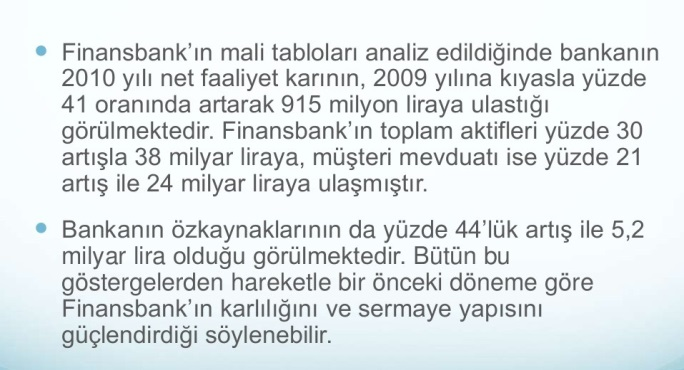 Finansbank’ın mali tabloları analiz edildiğinde bankanın
2010 yılı net faaliyet karının, 2009 yılına kıyasla yüzde
41 oranında artarak 915 milyon liraya ulastığı
görülmektedir. Finansbank’ın toplam aktifleri yüzde 30
artışla 38 milyar liraya, müşteri mevduatı ise yüzde 21
artış ile 24 milyar liraya ulaşmıştır.
Bankanın özkaynaklarının da yüzde 44’lük artış ile 5,2
milyar lira olduğu görülmektedir. Bütün bu
göstergelerden hareketle bir önceki döneme göre
Finansbank’ın karlılığını ve sermaye yapısını
güçlendirdiği söylenebilir.